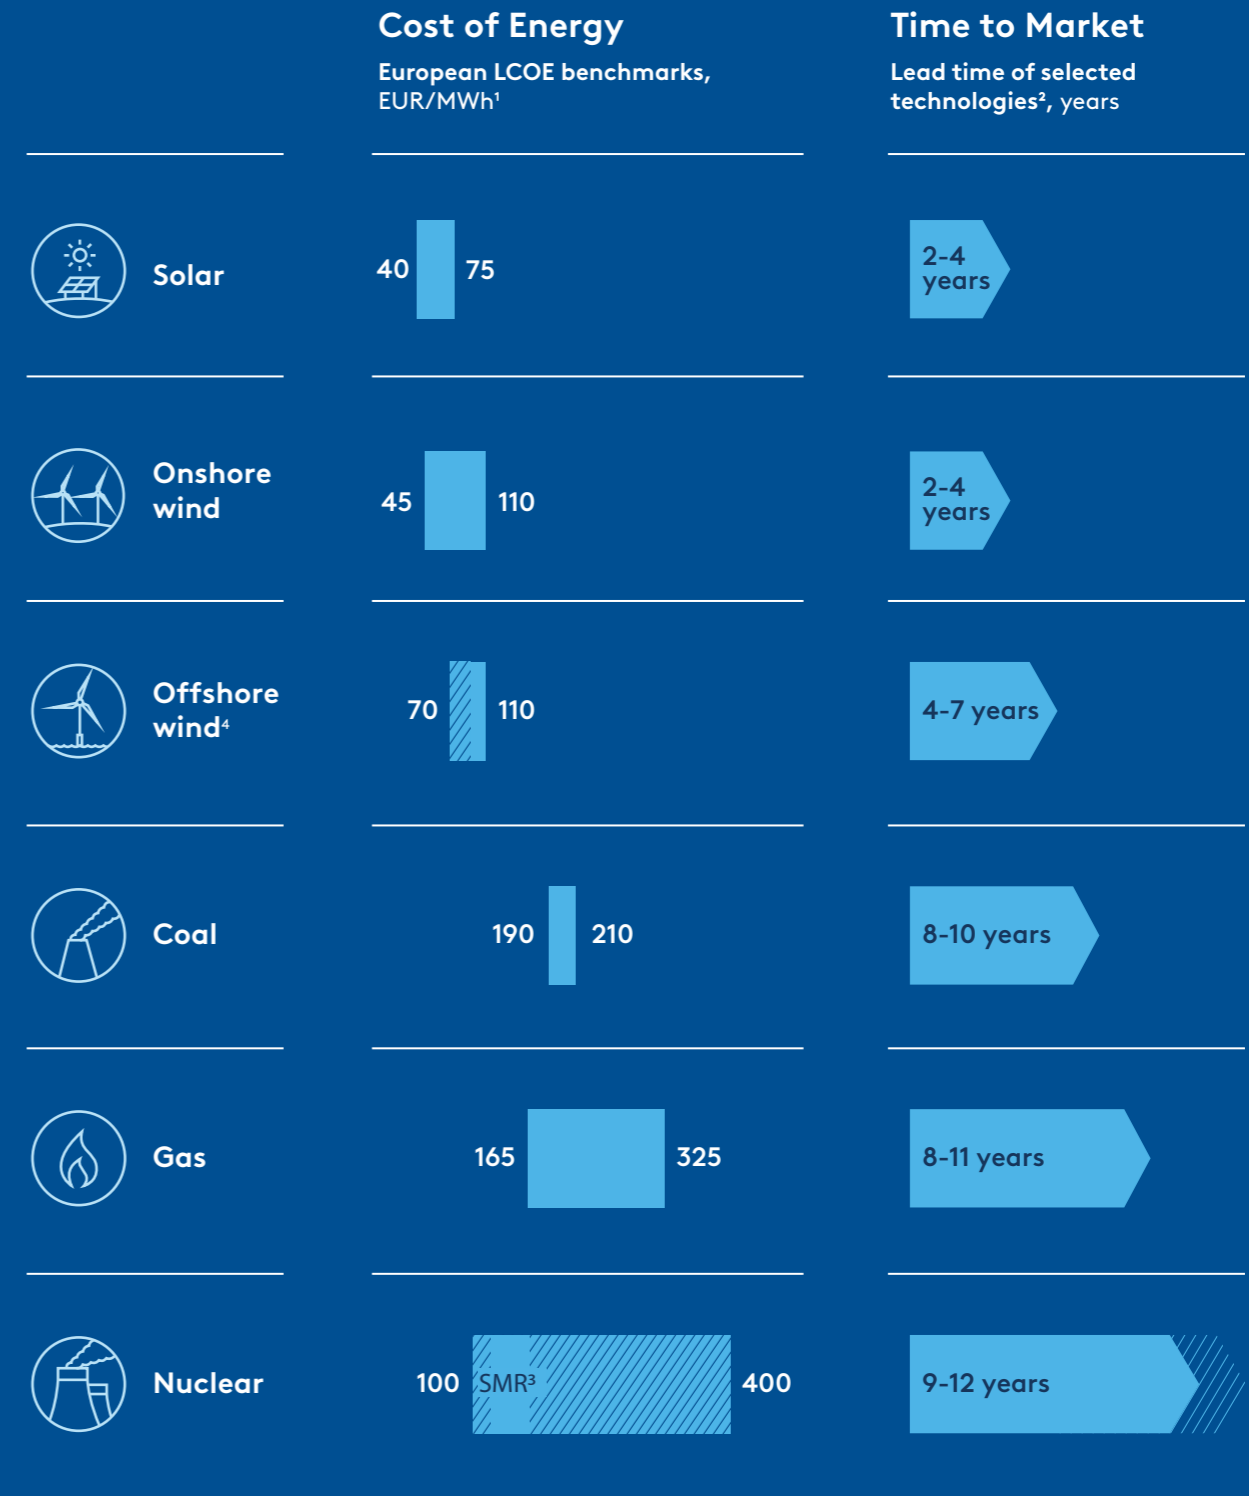 Cost of Energy
Time to Market
European LCOE benchmarks,
EUR/MWh¹
Lead time of selected
technologies², years
Solar
40
75
2-4
years
Onshore
wind
45
110
2-4
years
Offshore
wind⁴
70
110
4-7 years
Coal
190
210
8-10 years
Gas
165
325
8-11 years
Nuclear
100
SMR³
400
9-12 years